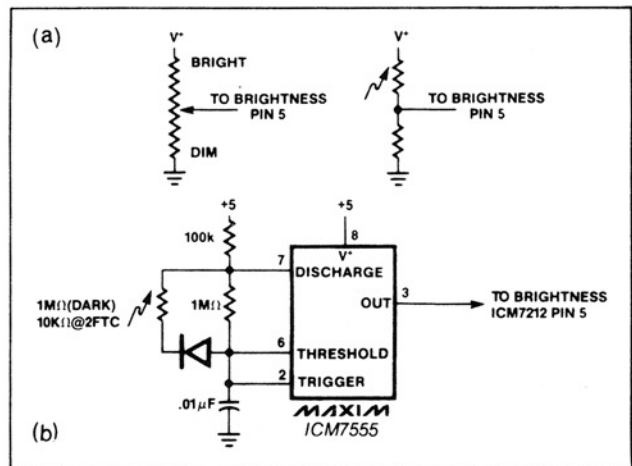 (a)
V+
BRIGHT
TO BRIGHTNESS
PIN 5
DIM
V+
TO BRIGHTNESS
PIN 5
+5
100k
1MΩ(DARK)
10KΩ@2FTC
1MΩ
.01μF
+5
8
V+
7
DISCHARGE
OUT
3
TO BRIGHTNESS
ICM7212 PIN 5
6
THRESHOLD
2
TRIGGER
MAXIM
ICM7555
(b)